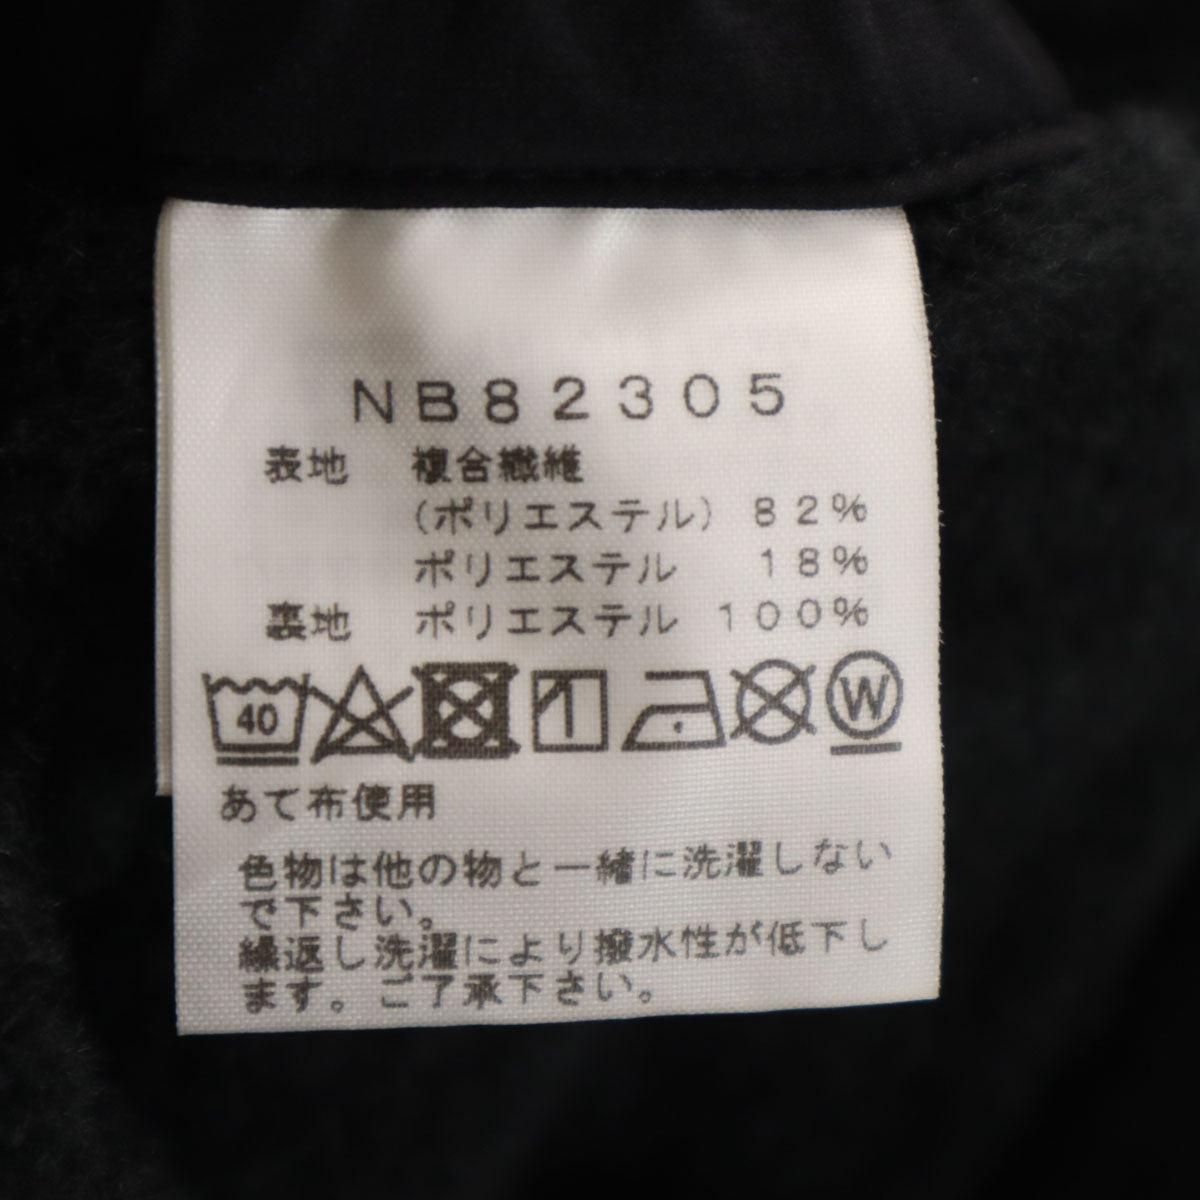 NB82305
表地 複合繊維
(ポリエステル) 82%
ポリエステル 18%
裏地 ポリエステル 100%
40 W
あて布使用
色物は他の物と一緒に洗濯しない
で下さい。
繰返し洗濯により撥水性が低下し
ます。ご了承下さい。